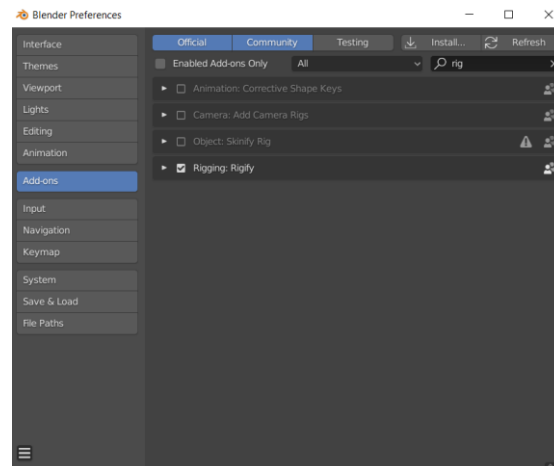 Blender Preferences
Interface
Themes
Viewport
Lights
Editing
Animation
Add-ons
Input
Navigation
Keymap
System
Save & Load
File Paths
Official Community Testing Install... Refresh
Enabled Add-ons Only All rig
Animation: Corrective Shape Keys
Camera: Add Camera Rigs
Object: Skinify Rig
Rigging: Rigify